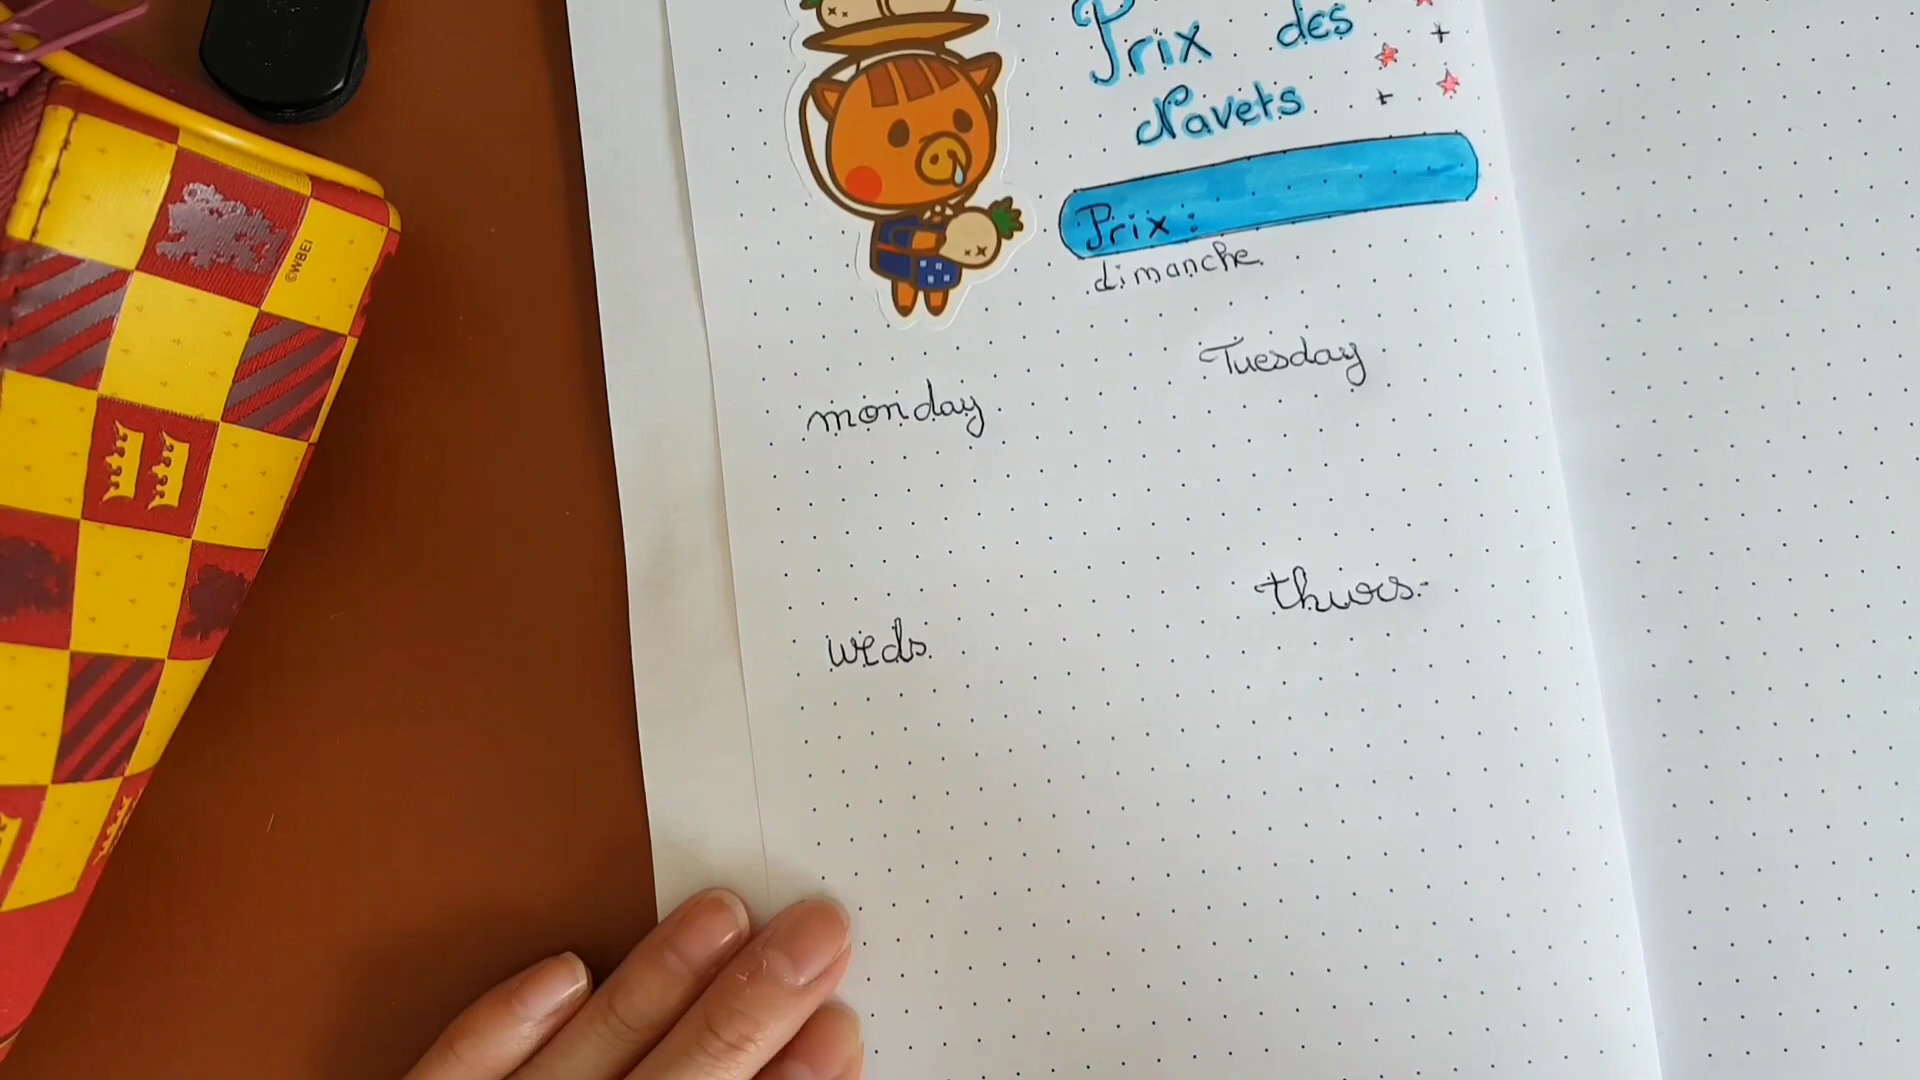 Prix des
Navets
Prix :
dimanche
Tuesday
monday
thurs.
weds.
©WBEI